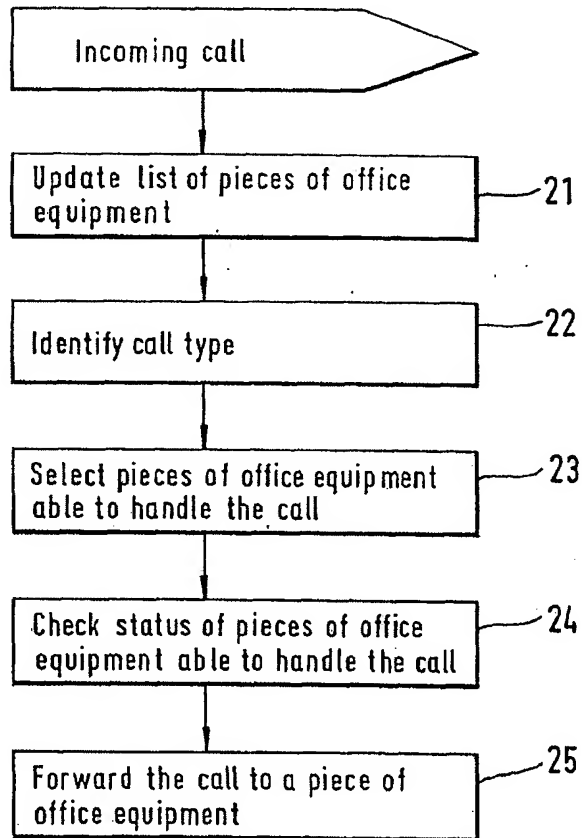 Incoming call
Update list of pieces of office
equipment
21
Identify call type
22
Select pieces of office equipment
able to handle the call
23
Check status of pieces of office
equipment able to handle the call
24
Forward the call to a piece of
office equipment
25